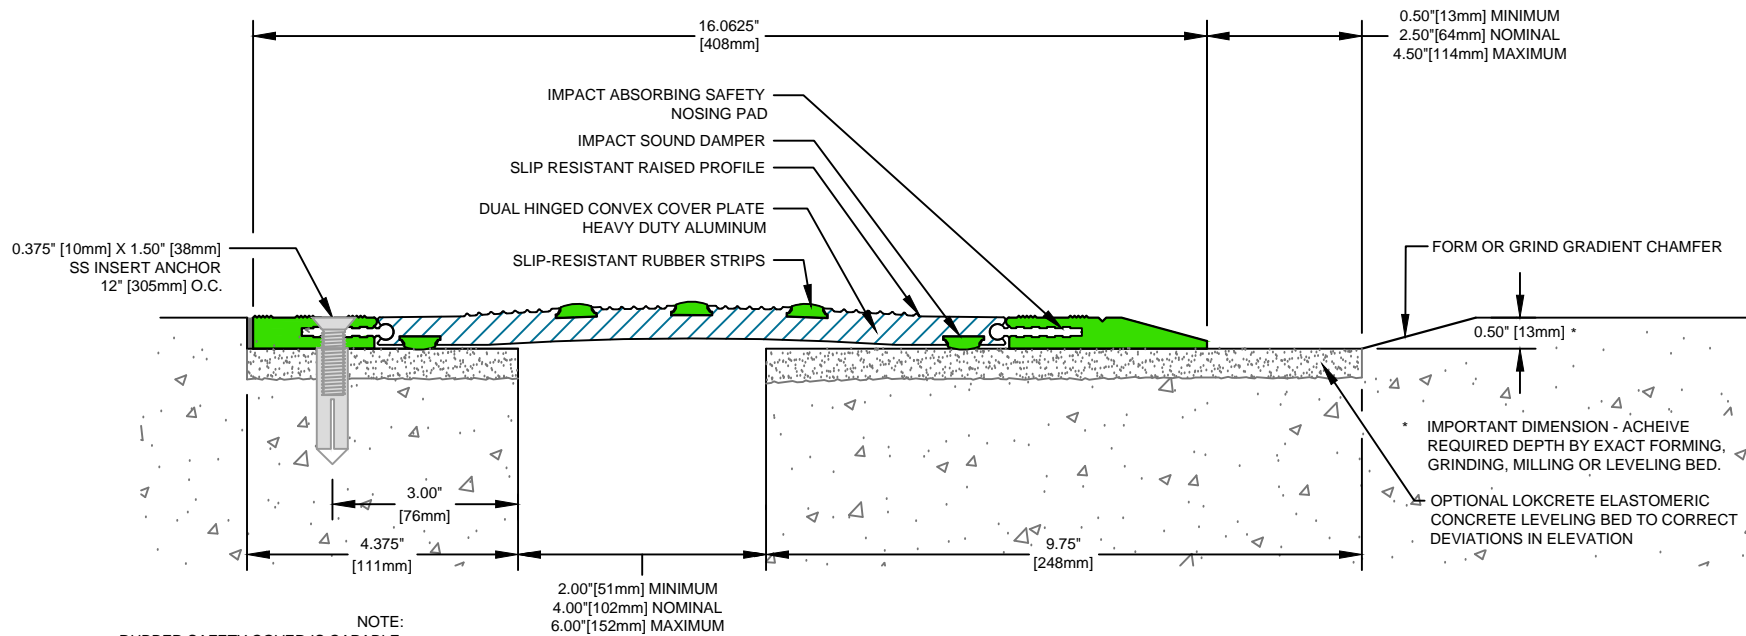 16.0625"
[408mm]
0.50"[13mm] MINIMUM
2.50"[64mm] NOMINAL
4.50"[114mm] MAXIMUM
IMPACT ABSORBING SAFETY
NOSING PAD
IMPACT SOUND DAMPER
SLIP RESISTANT RAISED PROFILE
DUAL HINGED CONVEX COVER PLATE
HEAVY DUTY ALUMINUM
SLIP-RESISTANT RUBBER STRIPS
0.375" [10mm] X 1.50" [38mm]
SS INSERT ANCHOR
12" [305mm] O.C.
FORM OR GRIND GRADIENT CHAMFER
0.50" [13mm] *
* IMPORTANT DIMENSION - ACHEIVE
REQUIRED DEPTH BY EXACT FORMING,
GRINDING, MILLING OR LEVELING BED.
OPTIONAL LOKCRETE ELASTOMERIC
CONCRETE LEVELING BED TO CORRECT
DEVIATIONS IN ELEVATION
3.00"
[76mm]
4.375"
[111mm]
9.75"
[248mm]
2.00"[51mm] MINIMUM
4.00"[102mm] NOMINAL
6.00"[152mm] MAXIMUM
NOTE:
RUBBER SAFETY COVER IS CAPABLE